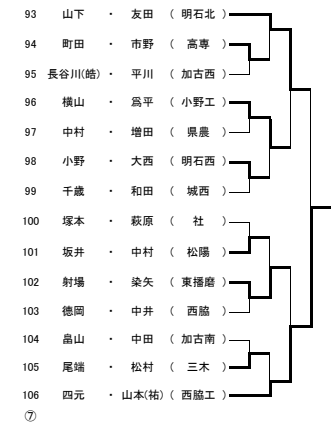 93 山下 ・ 友田 ( 明石北 )
94 町田 ・ 市野 ( 高専 )
95 長谷川(皓) ・ 平川 ( 加古西 )
96 横山 ・ 爲平 ( 小野工 )
97 中村 ・ 増田 ( 県農 )
98 小野 ・ 大西 ( 明石西 )
99 千歳 ・ 和田 ( 城西 )
100 塚本 ・ 萩原 ( 社 )
101 坂井 ・ 中村 ( 松陽 )
102 射場 ・ 染矢 ( 東播磨 )
103 德岡 ・ 中井 ( 西脇 )
104 畠山 ・ 中田 ( 加古南 )
105 尾端 ・ 松村 ( 三木 )
106 四元 ・ 山本(祐) ( 西脇工 )
⑦